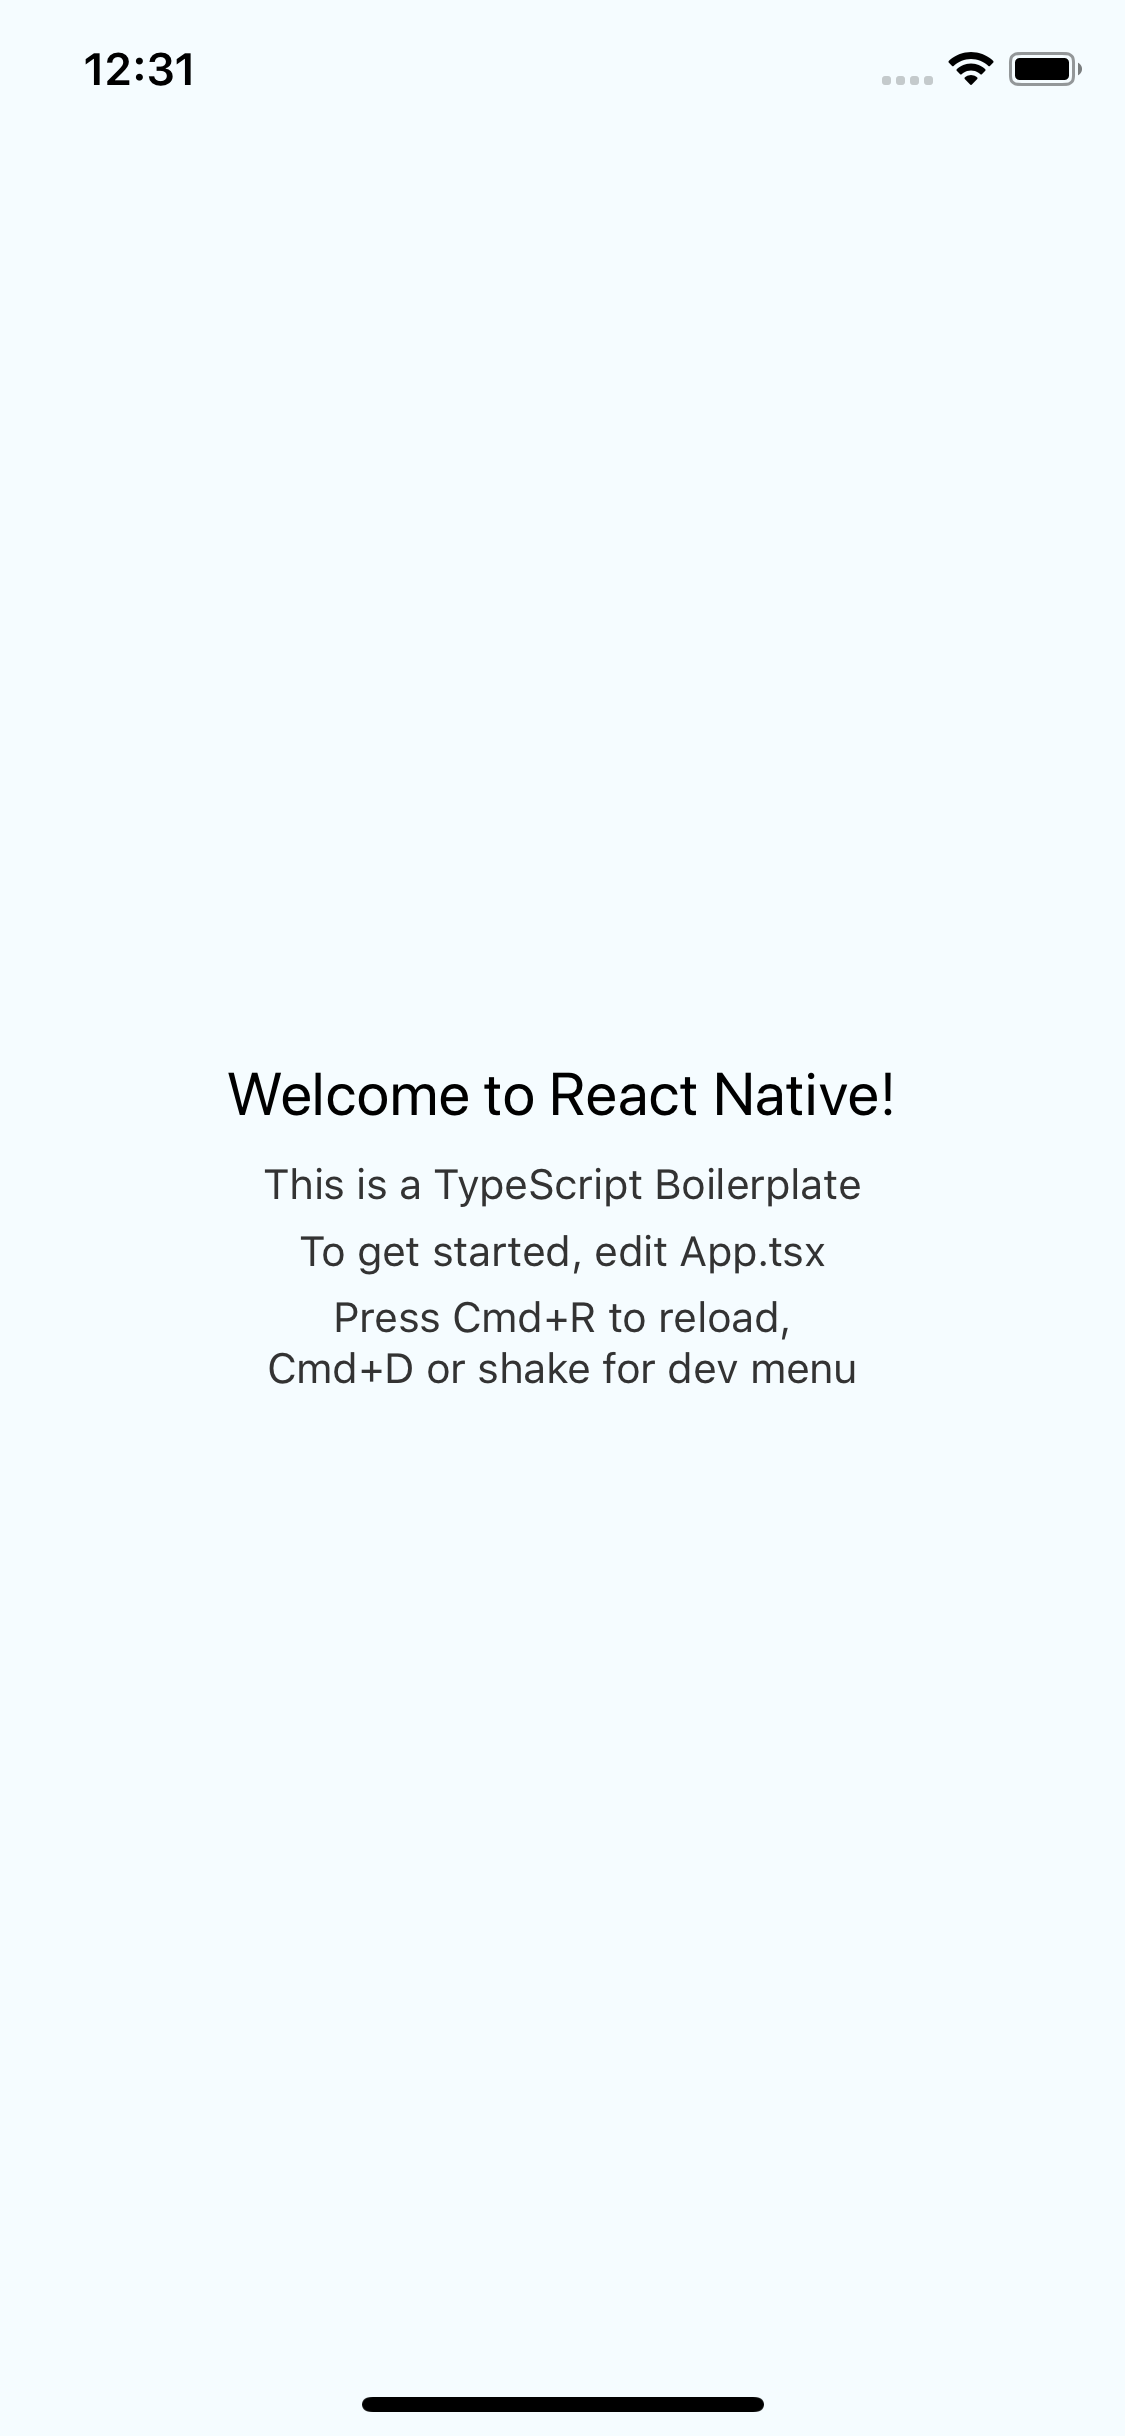 12:31
Welcome to React Native!
This is a TypeScript Boilerplate
To get started, edit App.tsx
Press Cmd+R to reload,
Cmd+D or shake for dev menu